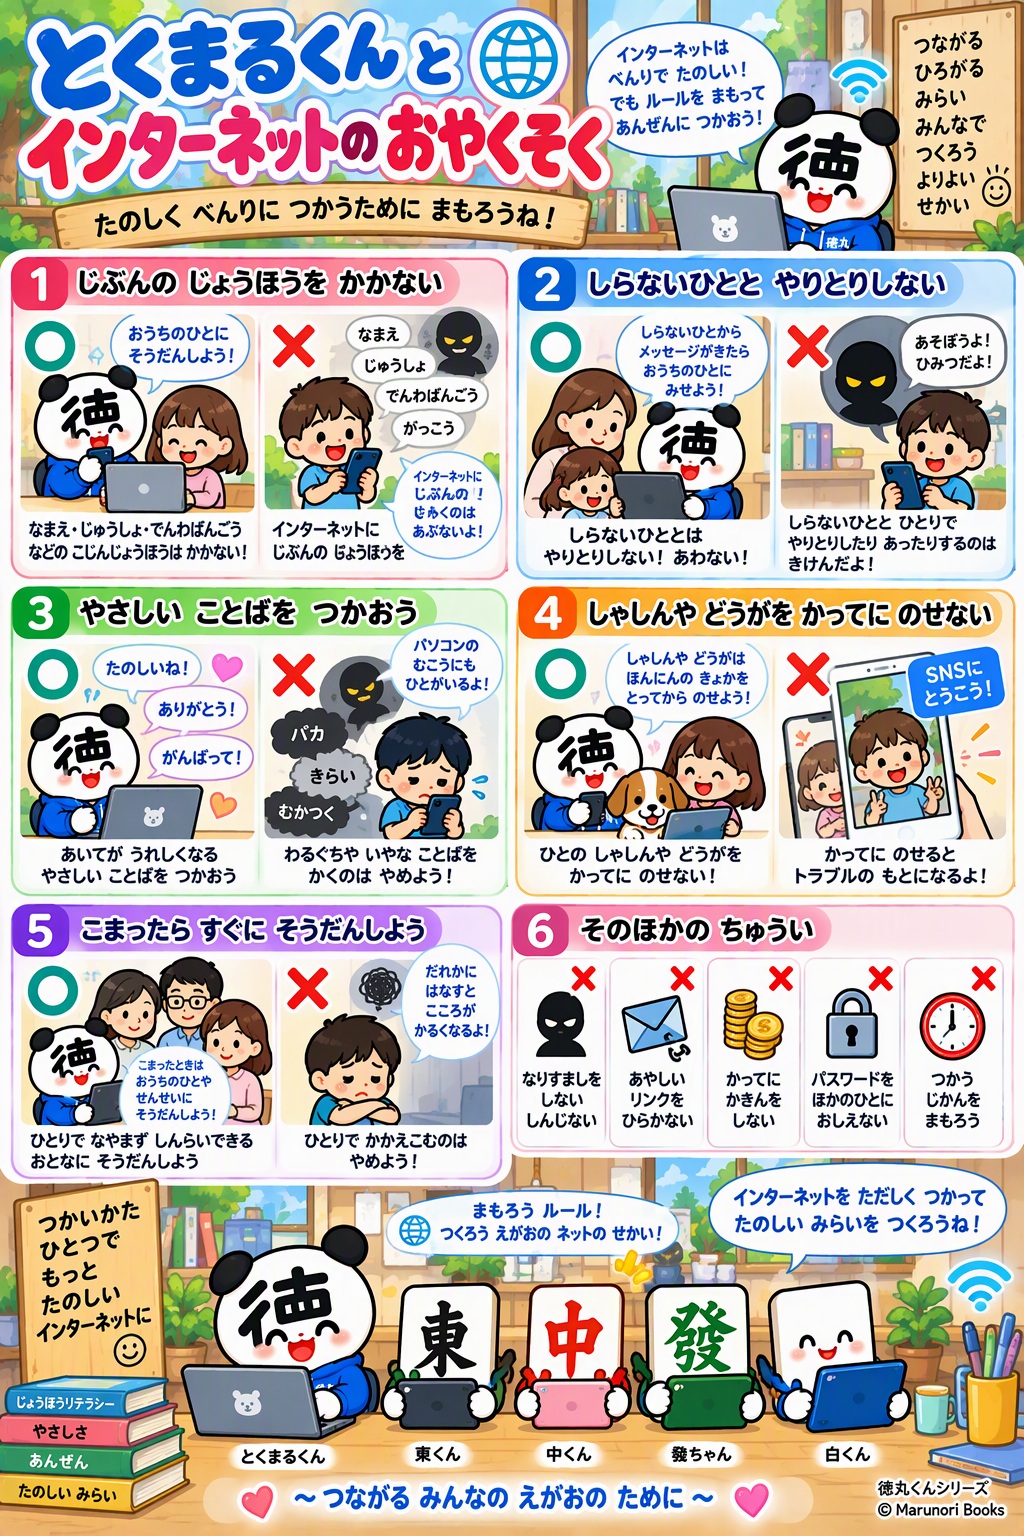 とくまるくんと
インターネットの おやくそく
たのしく べんりに つかうために まもろうね！
インターネットは
べんりで たのしい！
でも ルールを まもって
あんぜんに つかおう！
徳
徳丸
つながる
ひろがる
みらい
みんなで
つくろう
よりよい
せかい
1 じぶんの じょうほうを かかない
おうちのひとに
そうだんしよう！
徳
なまえ・じゅうしょ・でんわばんごう
などの こじんじょうほうは かかない！
なまえ
じゅうしょ
でんわばんごう
がっこう
インターネットに
じぶんの
かくのは
あぶないよ！
インターネットに
じぶんの じょうほうを
2 しらないひとと やりとりしない
しらないひとから
メッセージがきたら
おうちのひとに
みせよう！
徳
しらないひととは
やりとりしない！ あわない！
あそぼうよ！
ひみつだよ！
しらないひとと ひとりで
やりとりしたり あったりするのは
きけんだよ！
3 やさしい ことばを つかおう
たのしいね！
ありがとう！
がんばって！
徳
あいてが うれしくなる
やさしい ことばを つかおう
パソコンの
むこうにも
ひとがいるよ！
バカ
きらい
むかつく
わるぐちや いやな ことばを
かくのは やめよう！
4 しゃしんや どうがを かってに のせない
しゃしんや どうがは
ほんにんの きょかを
とってから のせよう！
徳
ひとの しゃしんや どうがを
かってに のせない！
SNSに
とうこう！
かってに のせると
トラブルの もとになるよ！
5 こまったら すぐに そうだんしよう
徳
こまったときは
おうちのひとや
せんせいに
そうだんしよう！
ひとりで なやまず しんらいできる
おとなに そうだんしよう
だれかに
はなすと
こころが
かるくなるよ！
ひとりで かかえこむのは
やめよう！
6 そのほかの ちゅうい
なりすましを
しない
しんじない
あやしい
リンクを
ひらかない
かってに
かきんを
しない
パスワードを
ほかのひとに
おしえない
つかう
じかんを
まもろう
つかいかた
ひとつで
もっと
たのしい
インターネットに
まもろう ルール！
つくろう えがおの ネットの せかい！
インターネットを ただしく つかって
たのしい みらいを つくろうね！
徳
東
中
發
じょうほうリテラシー
やさしさ
あんぜん
たのしい みらい
とくまるくん
東くん
中くん
發ちゃん
白くん
～ つながる みんなの えがおの ために ～
徳丸くんシリーズ
© Marunori Books